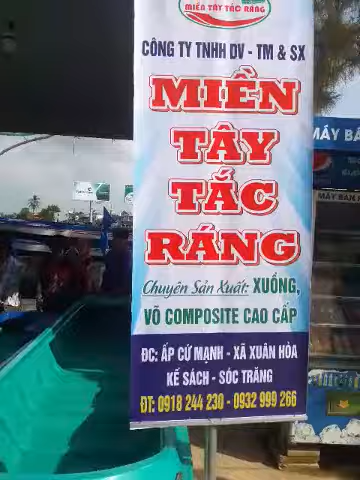 MIỀN TÂY TẮC RÁNG
CÔNG TY TNHH DV - TM & SX
MIỀN
TÂY
TẮC
RÁNG
Chuyên Sản Xuất: XUỒNG,
VÕ COMPOSITE CAO CẤP
ĐC: ẤP CỨ MẠNH - XÃ XUÂN HÒA
KẾ SÁCH - SÓC TRĂNG
ĐT: 0918 244 230 - 0932 999 266
MÁY BÁ
pepsi
MÁY BÁN